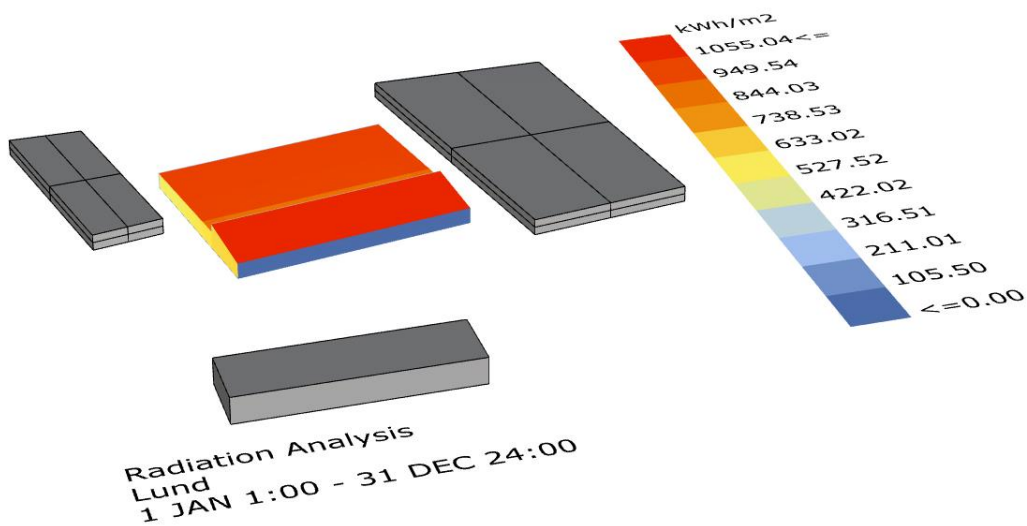 kWh/m2
1055.04<=
949.54
844.03
738.53
633.02
527.52
422.02
316.51
211.01
105.50
<=0.00
Radiation Analysis
Lund
1 JAN 1:00 - 31 DEC 24:00